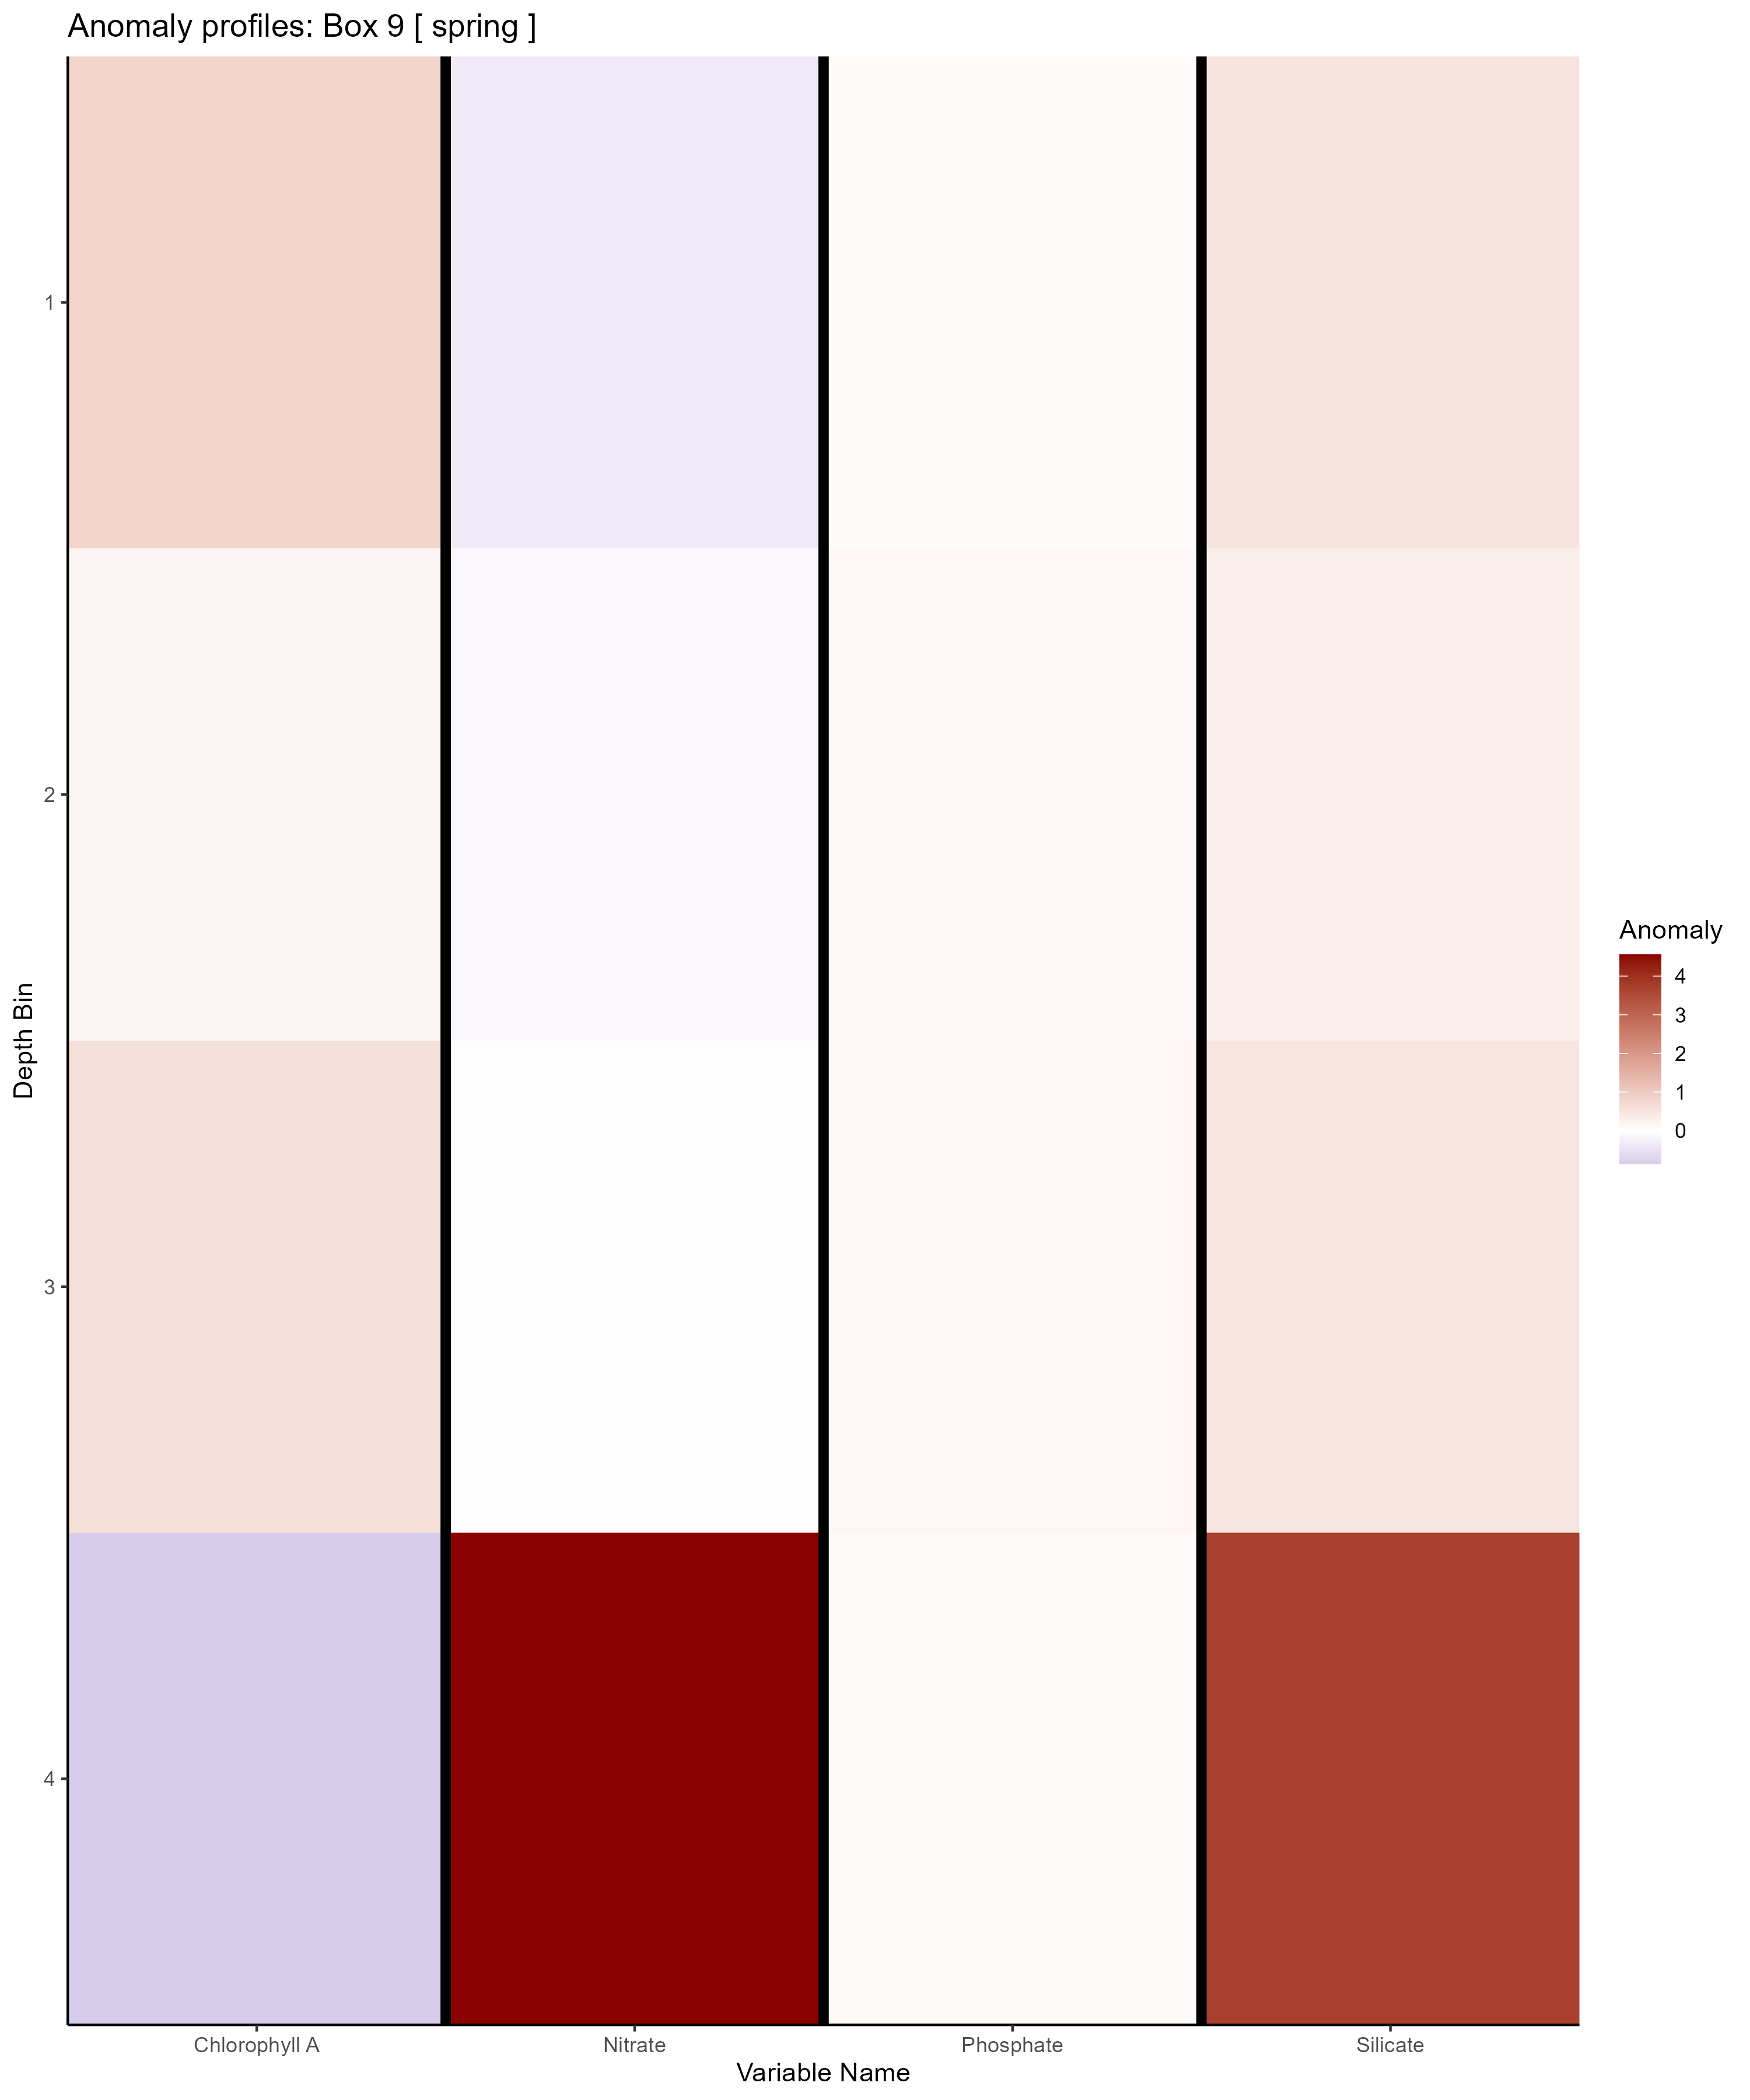 Anomaly profiles: Box 9 [ spring ]
1
2
3
4
Depth Bin
Chlorophyll A
Nitrate
Phosphate
Silicate
Variable Name
Anomaly
4
3
2
1
0